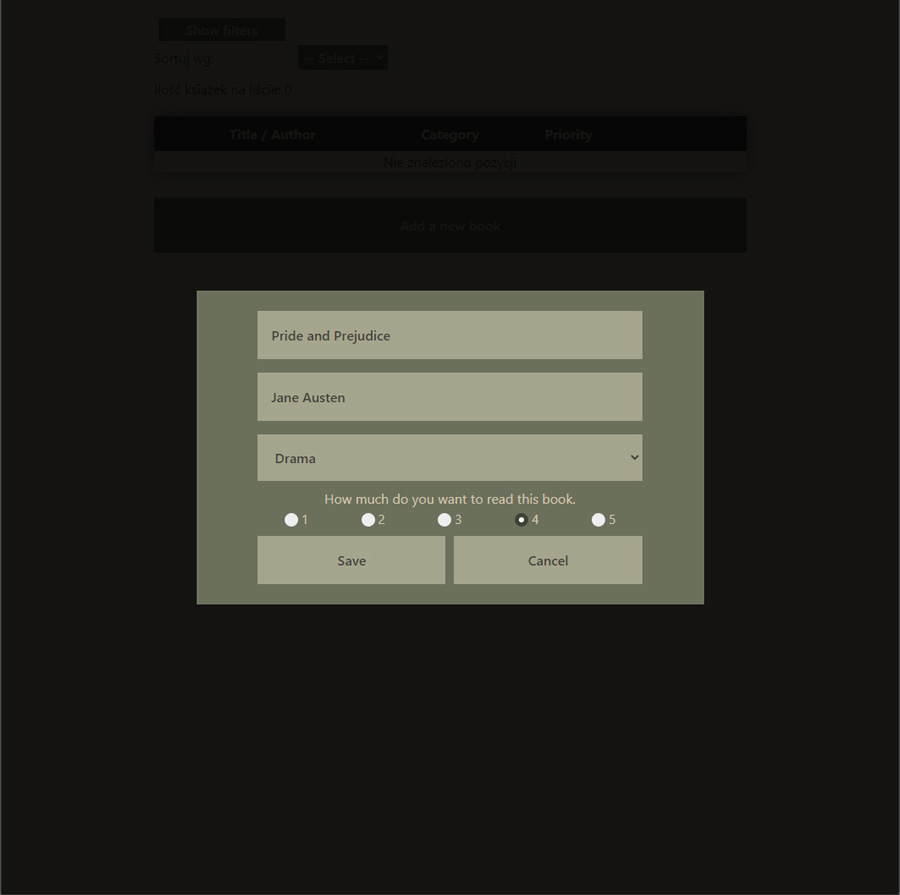 Show filters
Sortuj wg: -- Select --
Ilość książek na liście: 0
Title / Author Category Priority
Nie znaleziono pozycji
Add a new book
Pride and Prejudice
Jane Austen
Drama
How much do you want to read this book.
1 2 3 4 5
Save Cancel